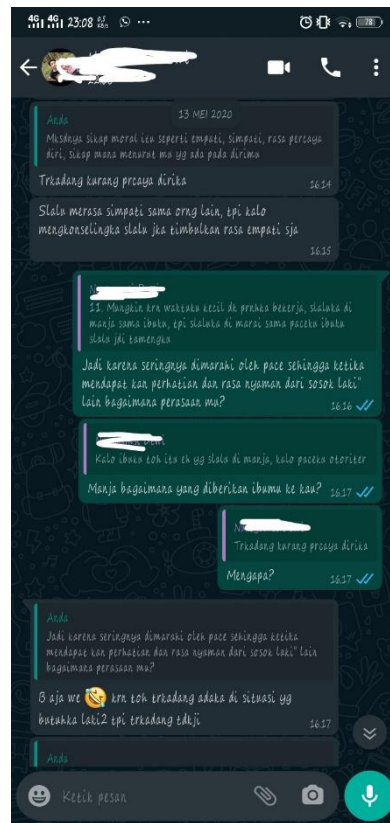 4G 4G 23:08
78
Anda
13 MEI 2020
Mksdnya sikap moral itu seperti empati, simpati, rasa percaya
diri, sikap mana menurut mu yg ada pada dirimu
Trkadang kurang prcaya dirika
16.14
Slalu merasa simpati sama orng lain, tpi kalo
mengkonselingka slalu jka timbulkan rasa empati sja
16.15
11. Mungkin krn waktuku kecil dt prnhka bekerja, slaluka di
manja sama ibuku, tpi slaluka di marai sama paceku ibuku
slalu jdi tamengku
Jadi karena seringnya dimarahi oleh pace sehingga ketika
mendapat kan perhatian dan rasa nyaman dari sosok laki"
lain bagaimana perasaan mu?
16.16
Kalo ibuku toh itu eh yg slalu di manja, kalo paceku otoriter
Manja bagaimana yang diberikan ibumu ke kau?
16.17
Trkadang kurang prcaya dirika
Mengapa?
16.17
Anda
Jadi karena seringnya dimarahi oleh pace sehingga ketika
mendapat kan perhatian dan rasa nyaman dari sosok laki" lain
bagaimana perasaan mu?
B aja we 🤣 krn toh trkadang adaka di situasi yg
butuhka laki2 tpi trkadang tdkji
16.17
Anda
Ketik pesan